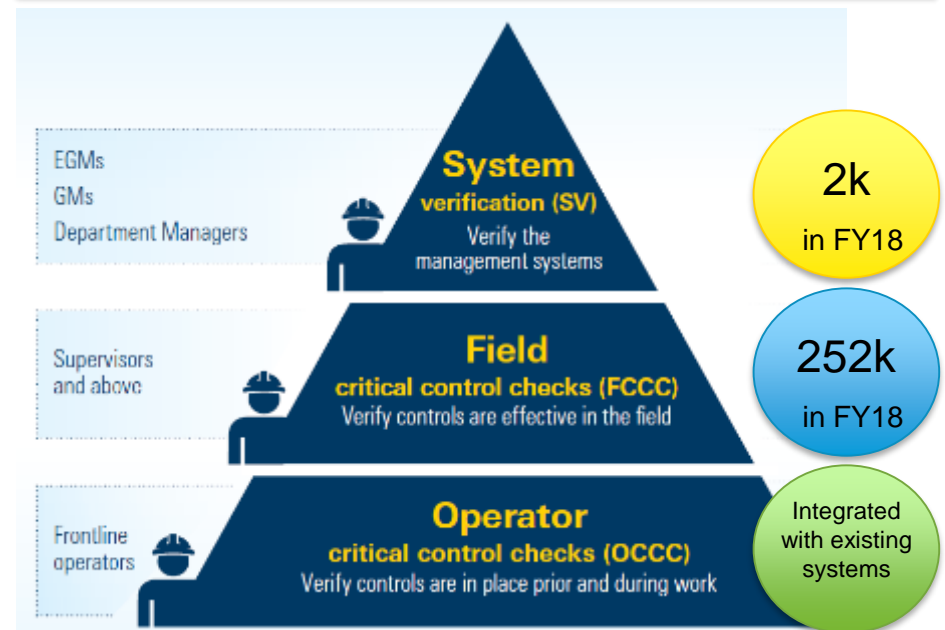 EGMs
GMs
Department Managers
System
verification (SV)
Verify the
management systems
2k
in FY18
Supervisors
and above
Field
critical control checks (FCCC)
Verify controls are effective in the field
252k
in FY18
Frontline
operators
Operator
critical control checks (OCCC)
Verify controls are in place prior and during work
Integrated
with existing
systems